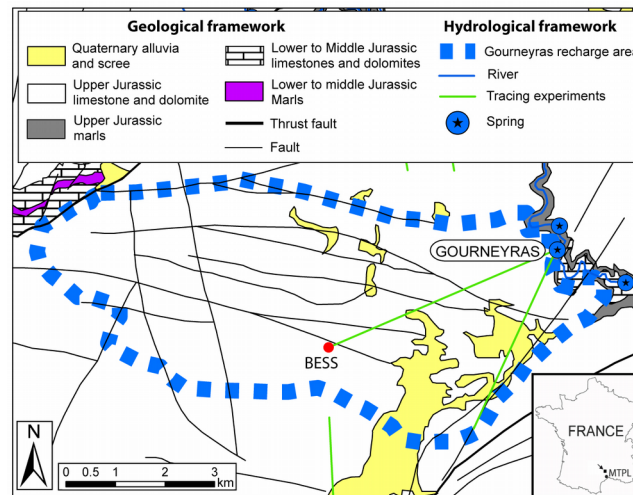 Geological framework
Quaternary alluvia
and scree
Upper Jurassic
limestone and dolomite
Upper Jurassic
marls
Lower to Middle Jurassic
limestones and dolomites
Lower to middle Jurassic
Marls
Thrust fault
Fault
Hydrological framework
Gourneyras recharge area
River
Tracing experiments
Spring
GOURNEYRAS
BESS
N
0 0.5 1 2 3
km
FRANCE
MTPL